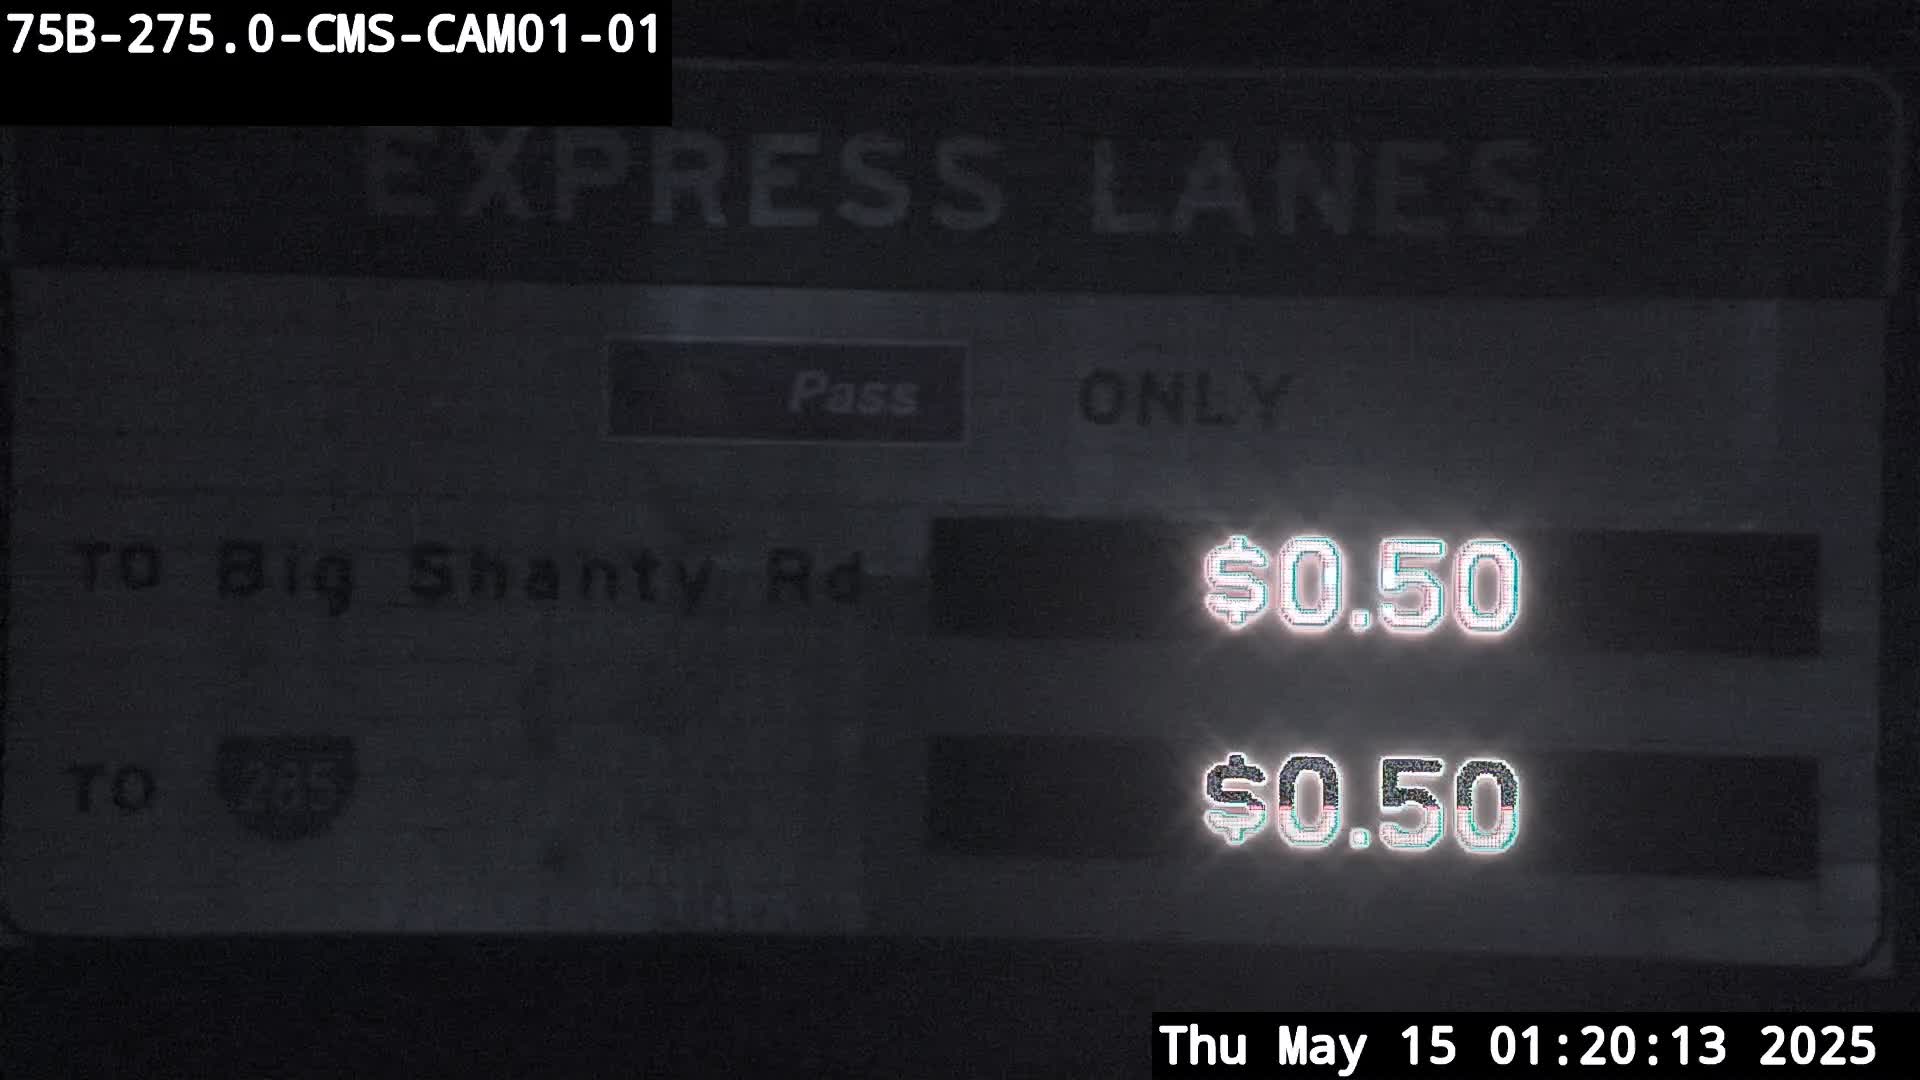 75B-275.0-CMS-CAM01-01
EXPRESS LANES
Pass ONLY
TO Big Shanty Rd $0.50
TO 285 $0.50
Thu May 15 01:20:13 2025